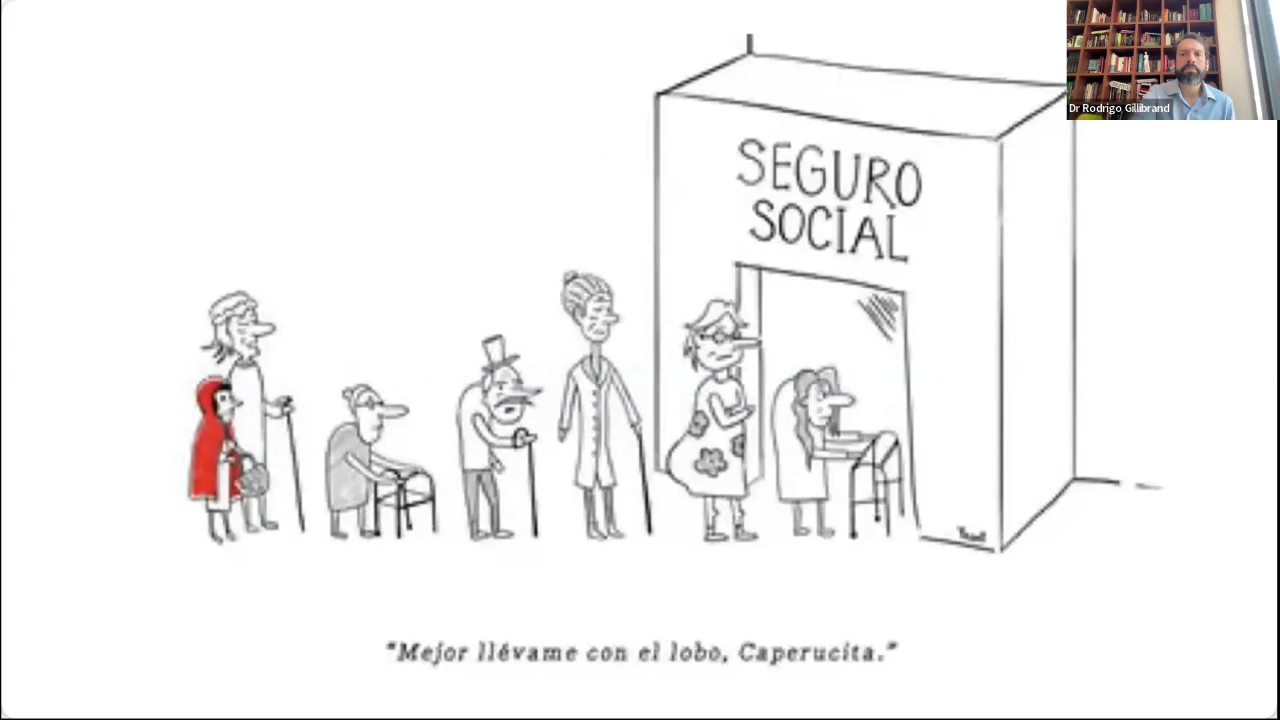 Dr Rodrigo Gillibrand
SEGURO
SOCIAL
"Mejor llévame con el lobo, Caperucita."